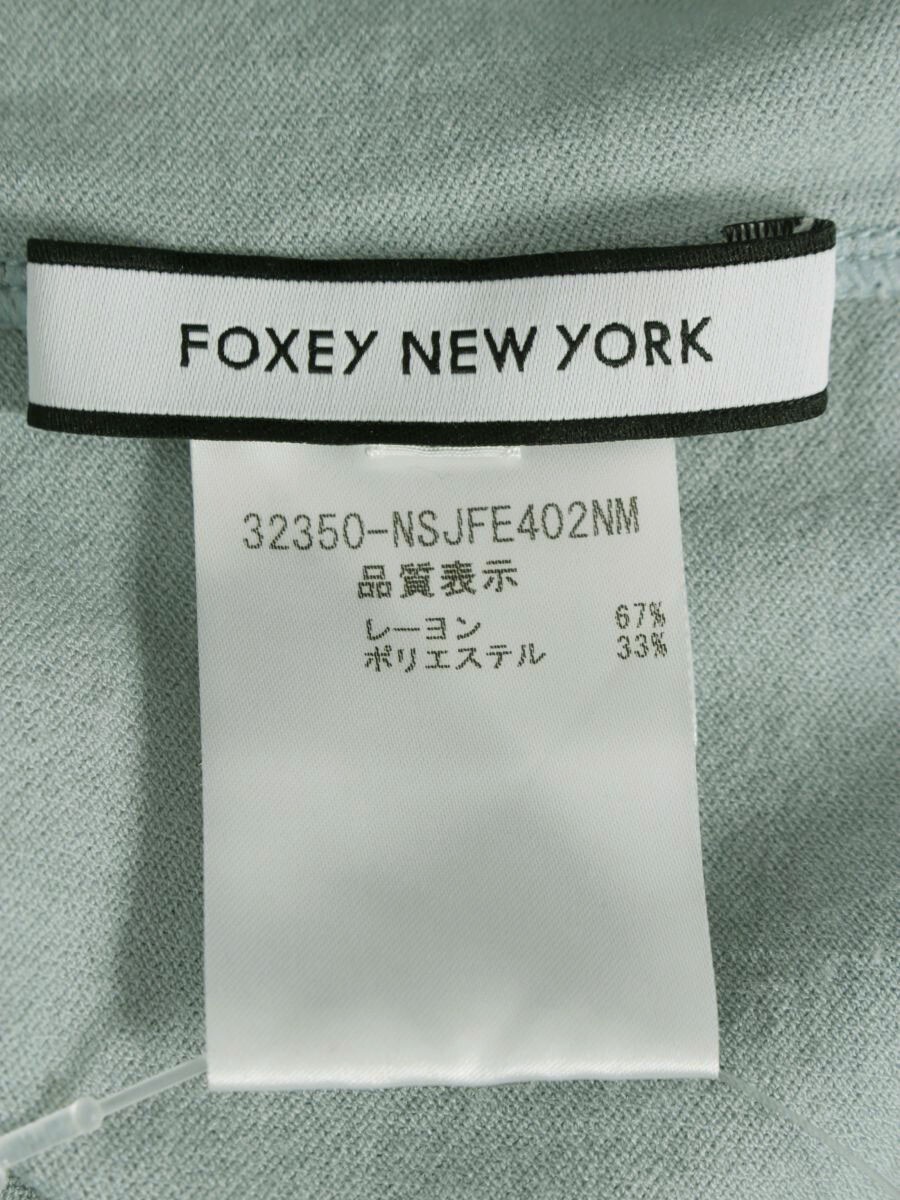 FOXEY NEW YORK
32350-NSJFE402NM
品質表示
レーヨン 67%
ポリエステル 33%